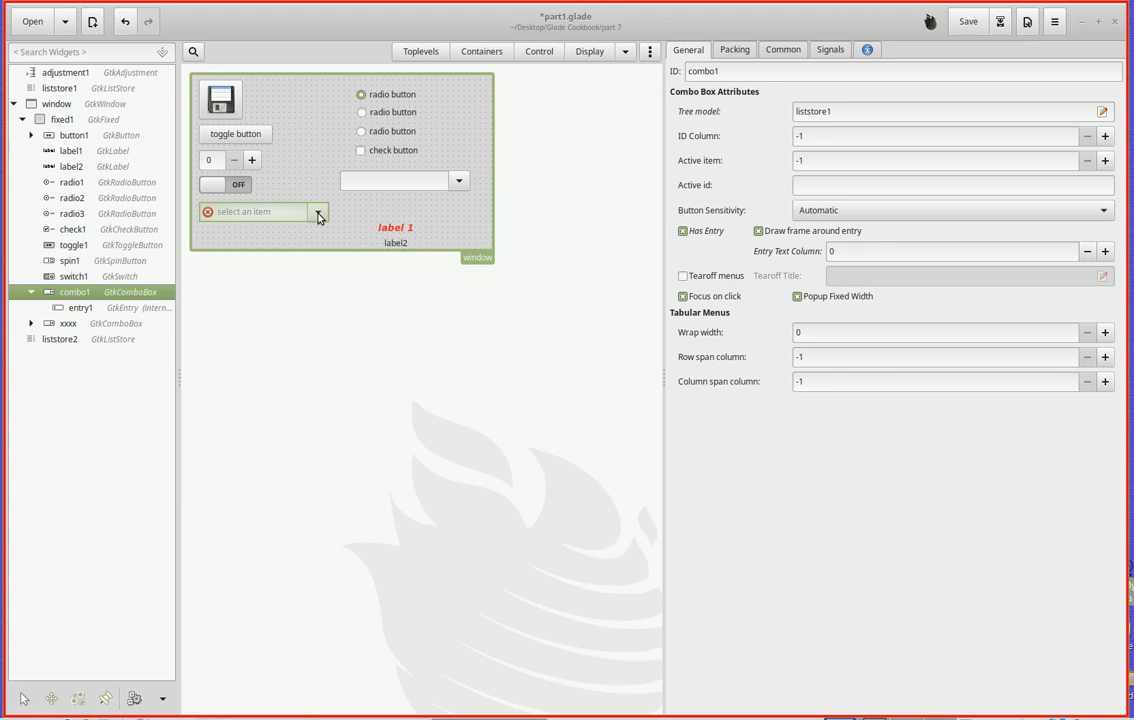 Open
*part1.glade
~/Desktop/Glade Cookbook/part 7
Save
< Search Widgets >
Toplevels Containers Control Display
General Packing Common Signals
adjustment1 GtkAdjustment
liststore1 GtkListStore
window GtkWindow
fixed1 GtkFixed
button1 GtkButton
label1 GtkLabel
label2 GtkLabel
radio1 GtkRadioButton
radio2 GtkRadioButton
radio3 GtkRadioButton
check1 GtkCheckButton
toggle1 GtkToggleButton
spin1 GtkSpinButton
switch1 GtkSwitch
combo1 GtkComboBox
entry1 GtkEntry (intern...
xxxx GtkComboBox
liststore2 GtkListStore
radio button
toggle button
radio button
radio button
0
check button
OFF
select an item
label 1
label2
window
ID: combo1
Combo Box Attributes
Tree model: liststore1
ID Column: -1
Active item: -1
Active id:
Button Sensitivity: Automatic
Has Entry Draw frame around entry
Entry Text Column: 0
Tearoff menus Tearoff Title:
Focus on click Popup Fixed Width
Tabular Menus
Wrap width: 0
Row span column: -1
Column span column: -1